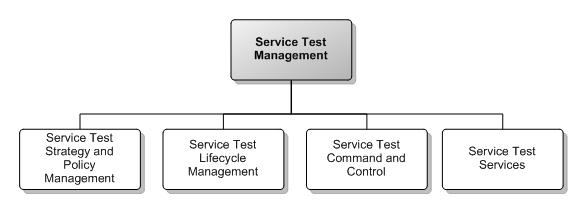 Service Test
Management
Service Test
Strategy and
Policy
Management
Service Test
Lifecycle
Management
Service Test
Command and
Control
Service Test
Services